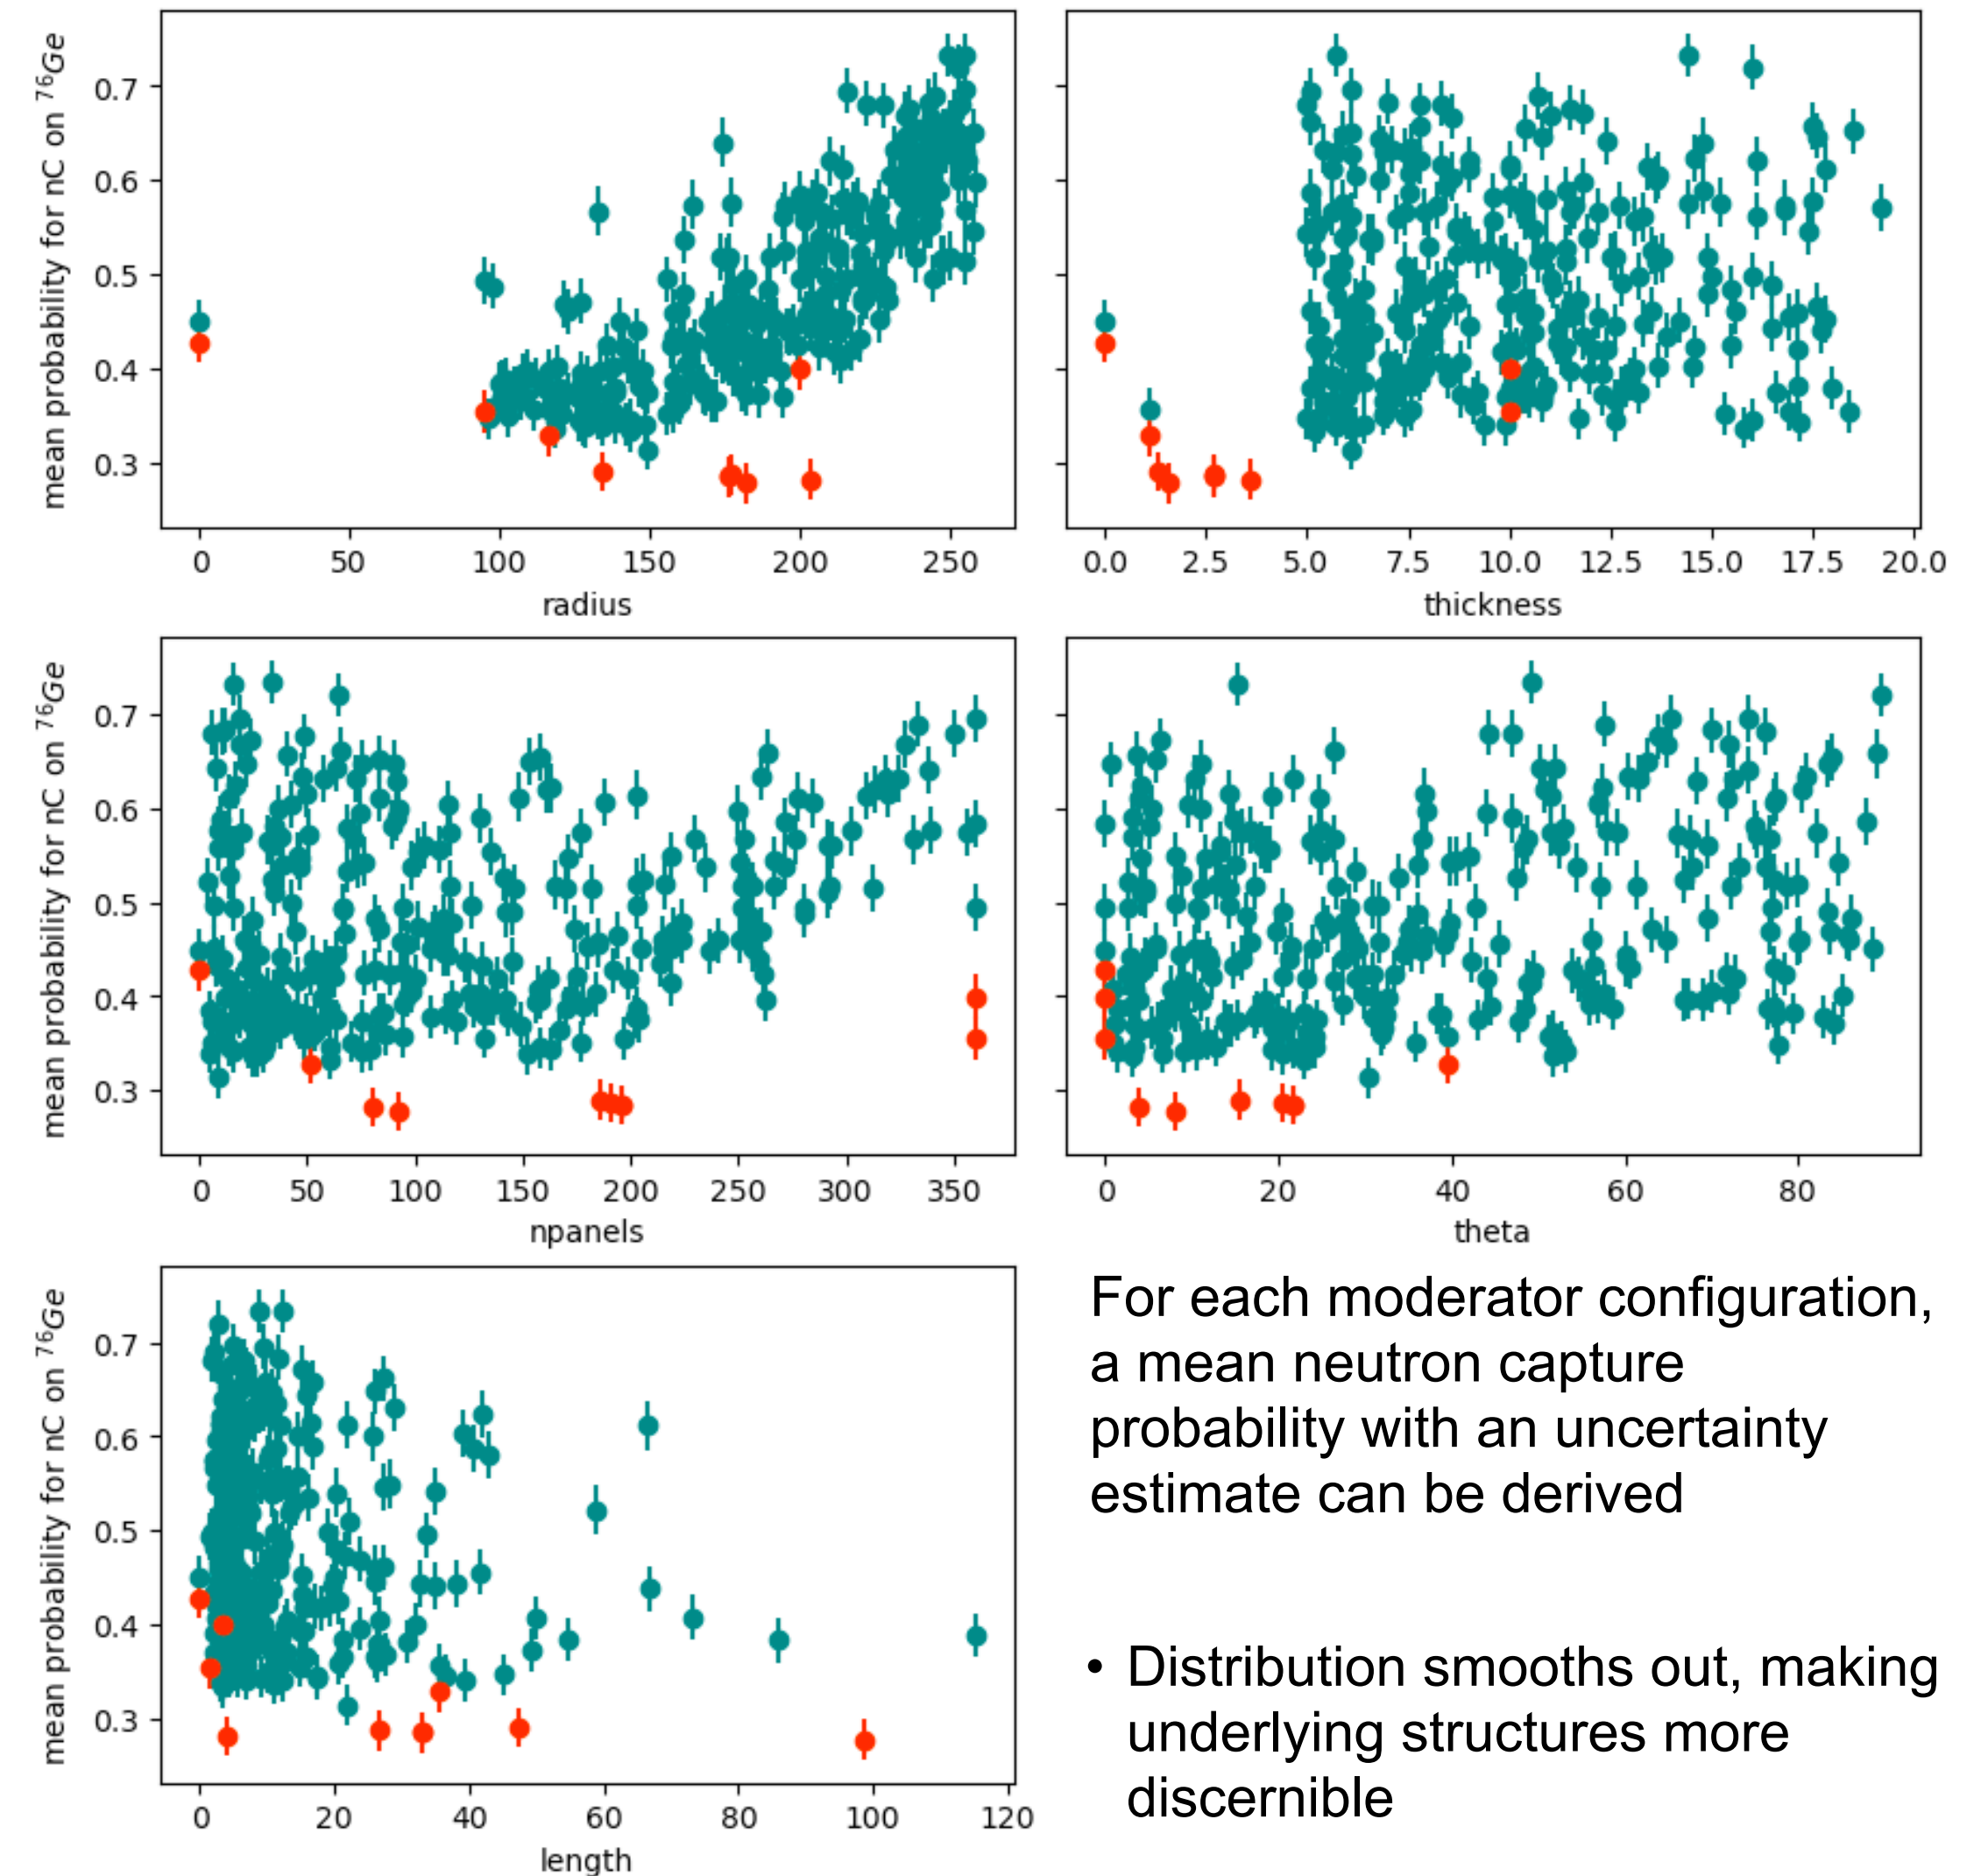 mean probability for nC on ⁷⁶Ge
0.7
0.6
0.5
0.4
0.3
0 50 100 150 200 250
radius
0.0 2.5 5.0 7.5 10.0 12.5 15.0 17.5 20.0
thickness
mean probability for nC on ⁷⁶Ge
0.7
0.6
0.5
0.4
0.3
0 50 100 150 200 250 300 350
npanels
0 20 40 60 80
theta
mean probability for nC on ⁷⁶Ge
0.7
0.6
0.5
0.4
0.3
0 20 40 60 80 100 120
length
For each moderator configuration,
a mean neutron capture
probability with an uncertainty
estimate can be derived
• Distribution smooths out, making
underlying structures more
discernible